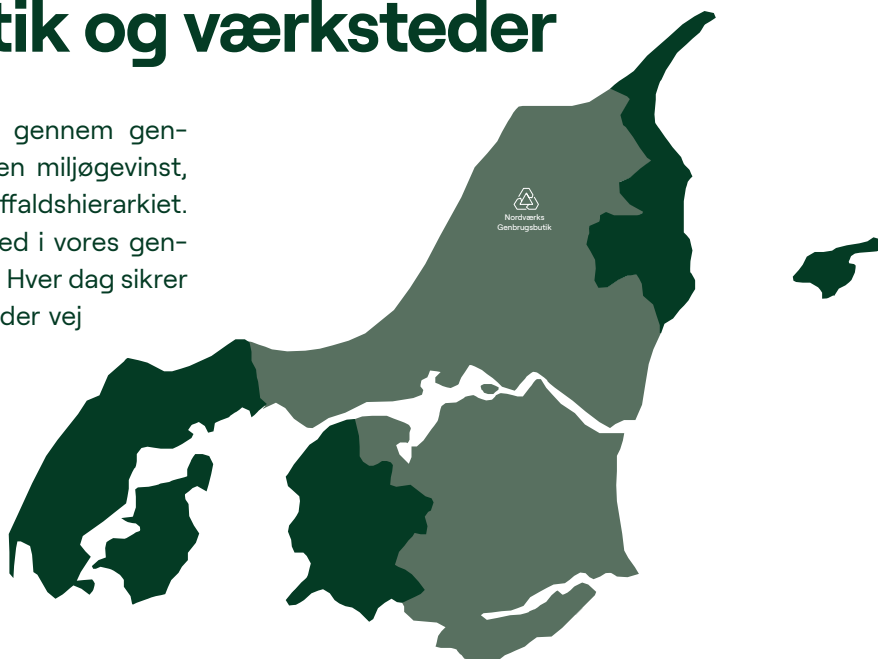 tik og værksteder
gennem gen-
en miljøgevinst,
ffaldshierarkiet.
ed i vores gen-
Hver dag sikrer
der vej
Nordværks
Genbrugsbutik